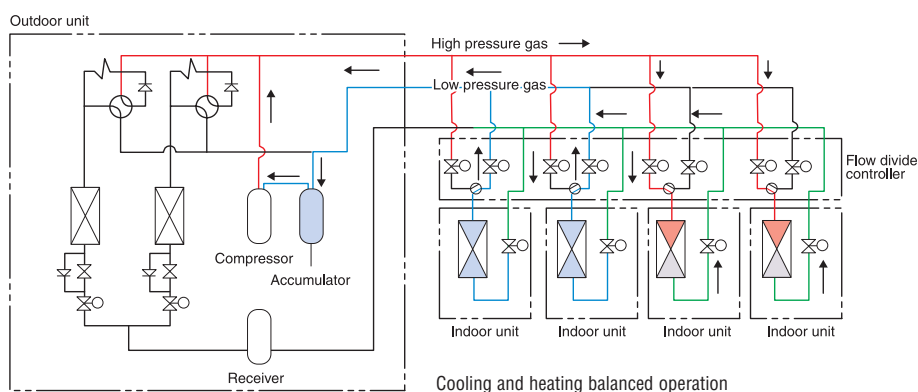 Outdoor unit
High pressure gas
Low pressure gas
Flow divide
controller
Compressor
Accumulator
Indoor unit
Indoor unit
Indoor unit
Indoor unit
Receiver
Cooling and heating balanced operation